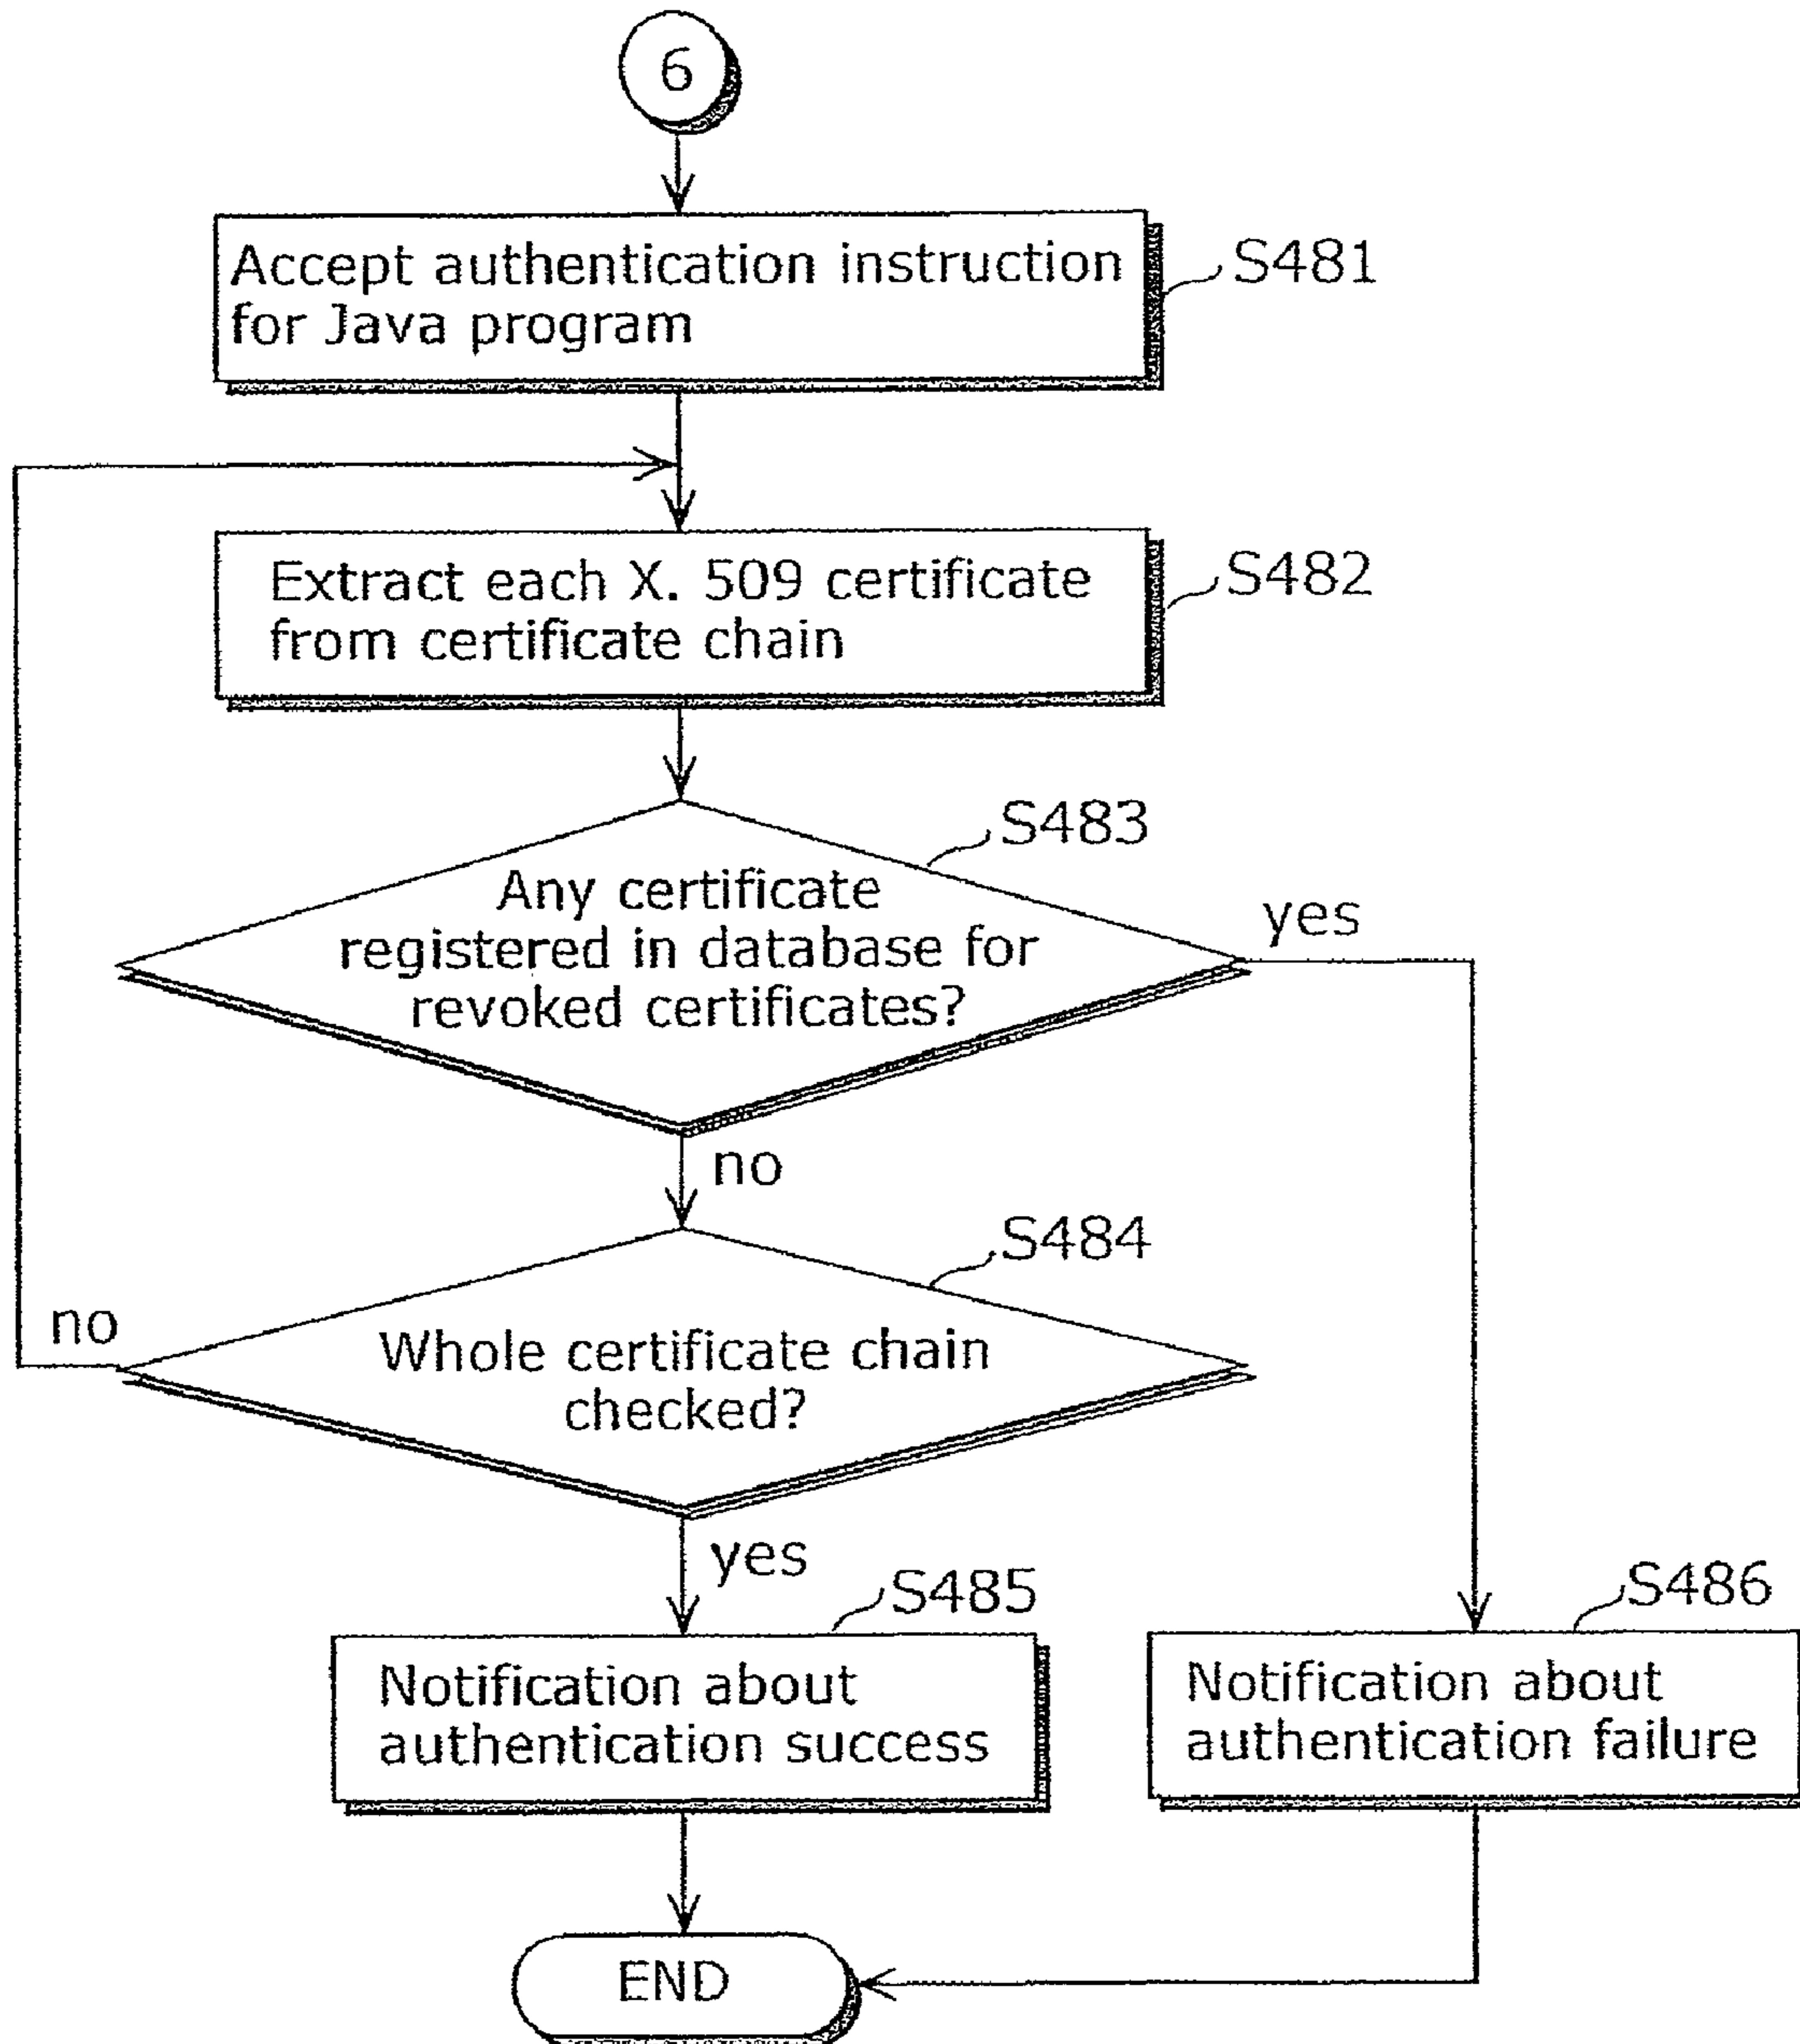 6
Accept authentication instruction
for Java program
S481
Extract each X. 509 certificate
from certificate chain
S482
S483
Any certificate
registered in database for
revoked certificates?
yes
no
S484
no
Whole certificate chain
checked?
yes
S485
S486
Notification about
authentication success
Notification about
authentication failure
END